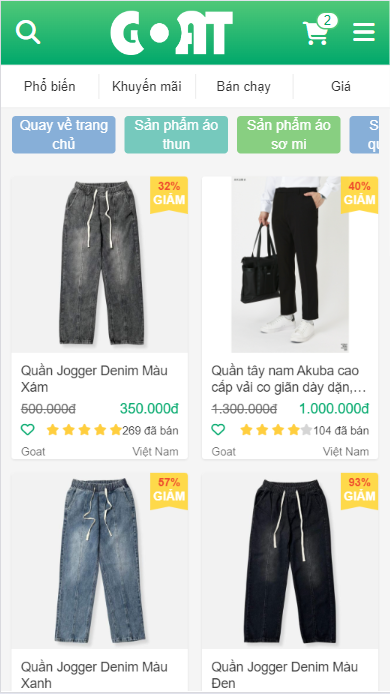 GOAT
2
Phổ biến
Khuyến mãi
Bán chạy
Giá
Quay về trang
chủ
Sản phẩm áo
thun
Sản phẩm áo
sơ mi
S
qu
32%
GIẢM
40%
GIẢM
Quần Jogger Denim Màu
Xám
500.000đ
350.000đ
269 đã bán
Goat
Việt Nam
Quần tây nam Akuba cao
cấp vải co giãn dày dặn,...
1.300.000đ
1.000.000đ
104 đã bán
Goat
Việt Nam
57%
GIẢM
93%
GIẢM
Quần Jogger Denim Màu
Xanh
Quần Jogger Denim Màu
Đen